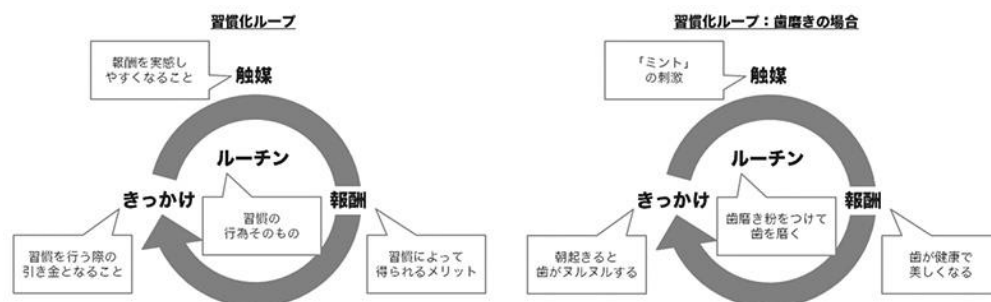 習慣化ループ
報酬を実感し
やすくなること
触媒
ルーチン
きっかけ
報酬
習慣の
行為そのもの
習慣を行う際の
引き金となること
習慣によって
得られるメリット
習慣化ループ：歯磨きの場合
「ミント」
の刺激
触媒
ルーチン
きっかけ
報酬
歯磨き粉をつけて
歯を磨く
朝起きると
歯がヌルヌルする
歯が健康で
美しくなる